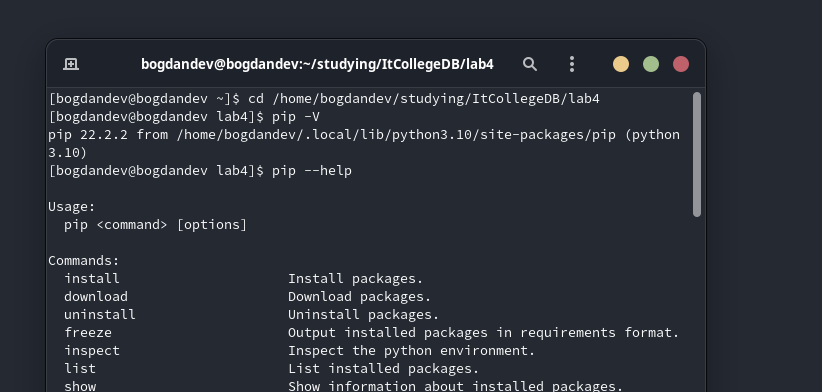 bogdandev@bogdandev:~/studying/ItCollegeDB/lab4
[bogdandev@bogdandev ~]$ cd /home/bogdandev/studying/ItCollegeDB/lab4
[bogdandev@bogdandev lab4]$ pip -V
pip 22.2.2 from /home/bogdandev/.local/lib/python3.10/site-packages/pip (python
3.10)
[bogdandev@bogdandev lab4]$ pip --help
Usage:
  pip <command> [options]
Commands:
  install                     Install packages.
  download                    Download packages.
  uninstall                   Uninstall packages.
  freeze                      Output installed packages in requirements format.
  inspect                     Inspect the python environment.
  list                        List installed packages.
  show                        Show information about installed packages.